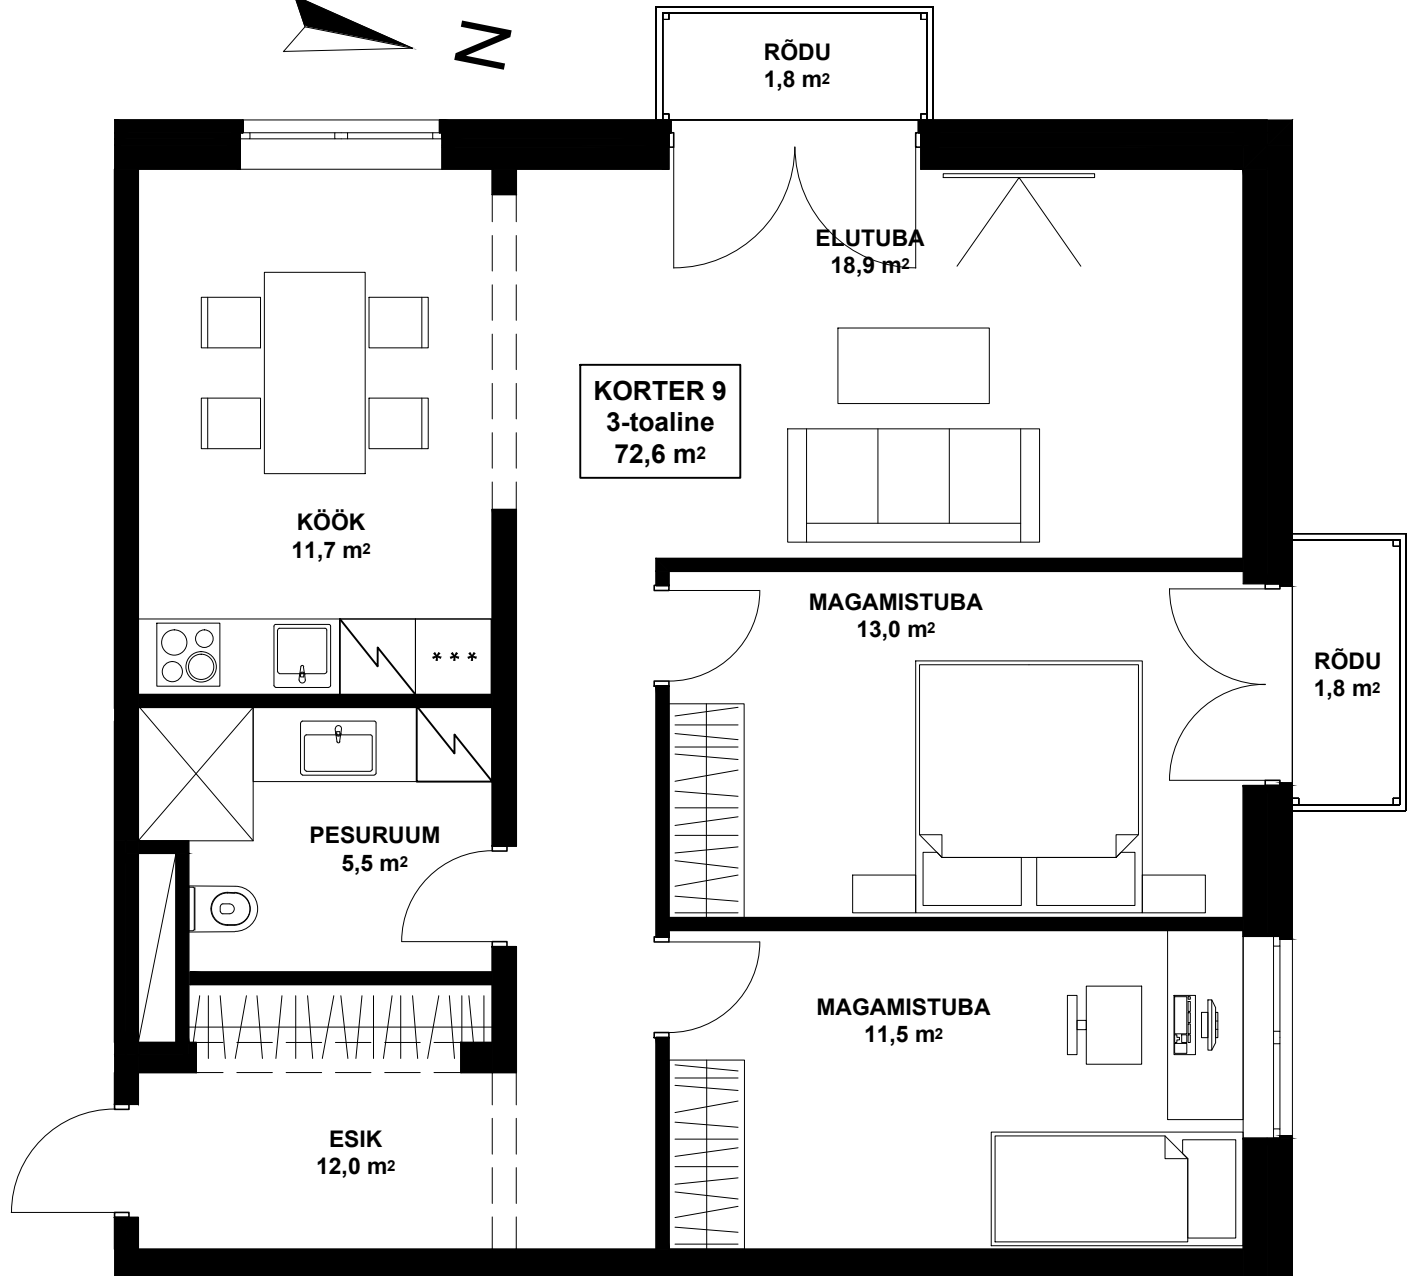 N
RÕDU
1,8 m²
ELUTUBA
18,9 m²
KORTER 9
3-toaline
72,6 m²
KÖÖK
11,7 m²
MAGAMISTUBA
13,0 m²
RÕDU
1,8 m²
***
PESURUUM
5,5 m²
MAGAMISTUBA
11,5 m²
ESIK
12,0 m²